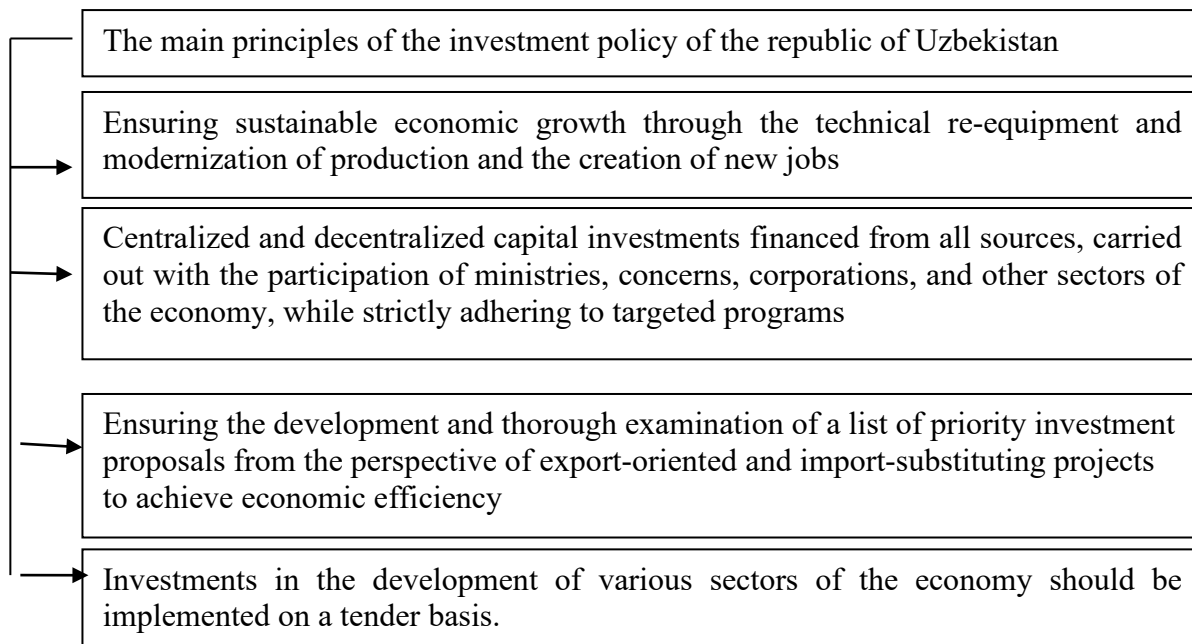 The main principles of the investment policy of the republic of Uzbekistan
Ensuring sustainable economic growth through the technical re-equipment and
modernization of production and the creation of new jobs
Centralized and decentralized capital investments financed from all sources, carried
out with the participation of ministries, concerns, corporations, and other sectors of
the economy, while strictly adhering to targeted programs
Ensuring the development and thorough examination of a list of priority investment
proposals from the perspective of export-oriented and import-substituting projects
to achieve economic efficiency
Investments in the development of various sectors of the economy should be
implemented on a tender basis.